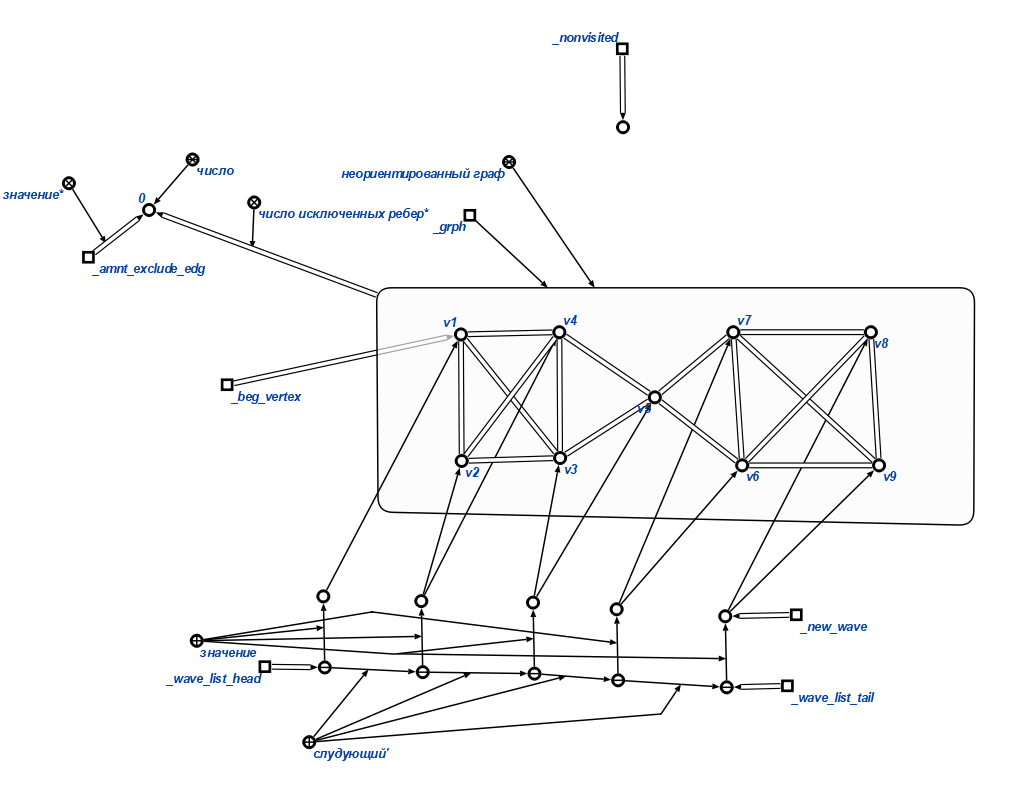 _nonvisited
число
неориентированный граф
значение*
0
число исключенных ребер*
_grph
_amnt_exclude_edg
v1
v4
v7
v8
_beg_vertex
v5
v2
v3
v6
v9
_new_wave
значение
_wave_list_head
_wave_list_tail
слудующий'